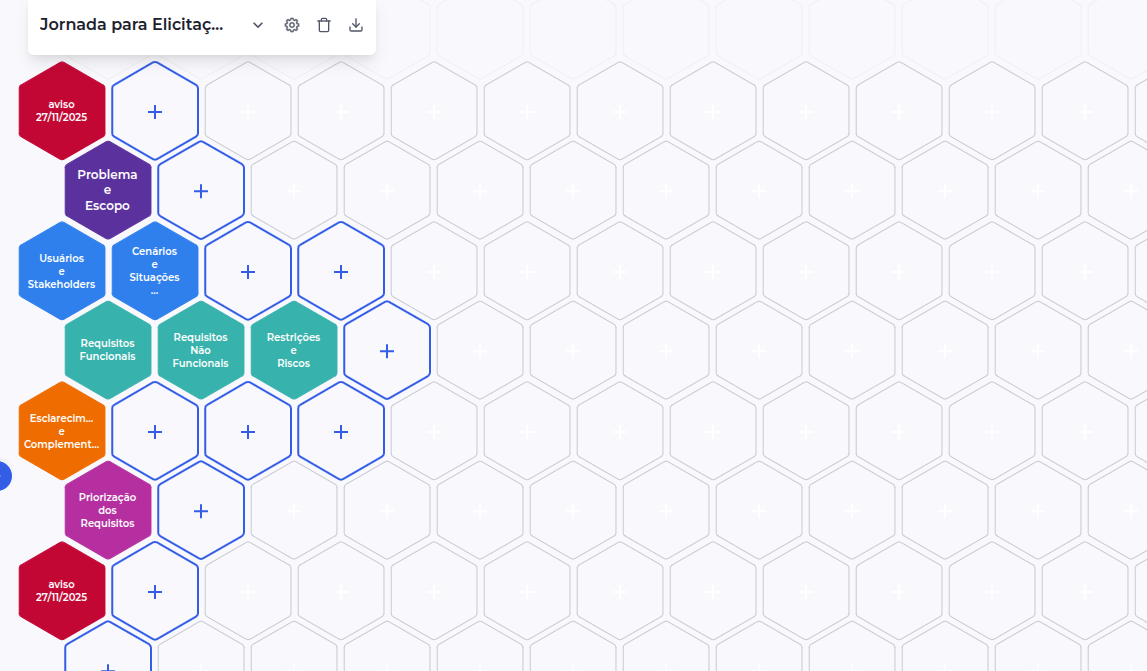 Jornada para Elicitaç...
aviso
27/11/2025
Problema
e
Escopo
Usuários
e
Stakeholders
Cenários
e
Situações
...
Requisitos
Funcionais
Requisitos
Não
Funcionais
Restrições
e
Riscos
Esclarecim...
e
Complement...
Priorização
dos
Requisitos
aviso
27/11/2025